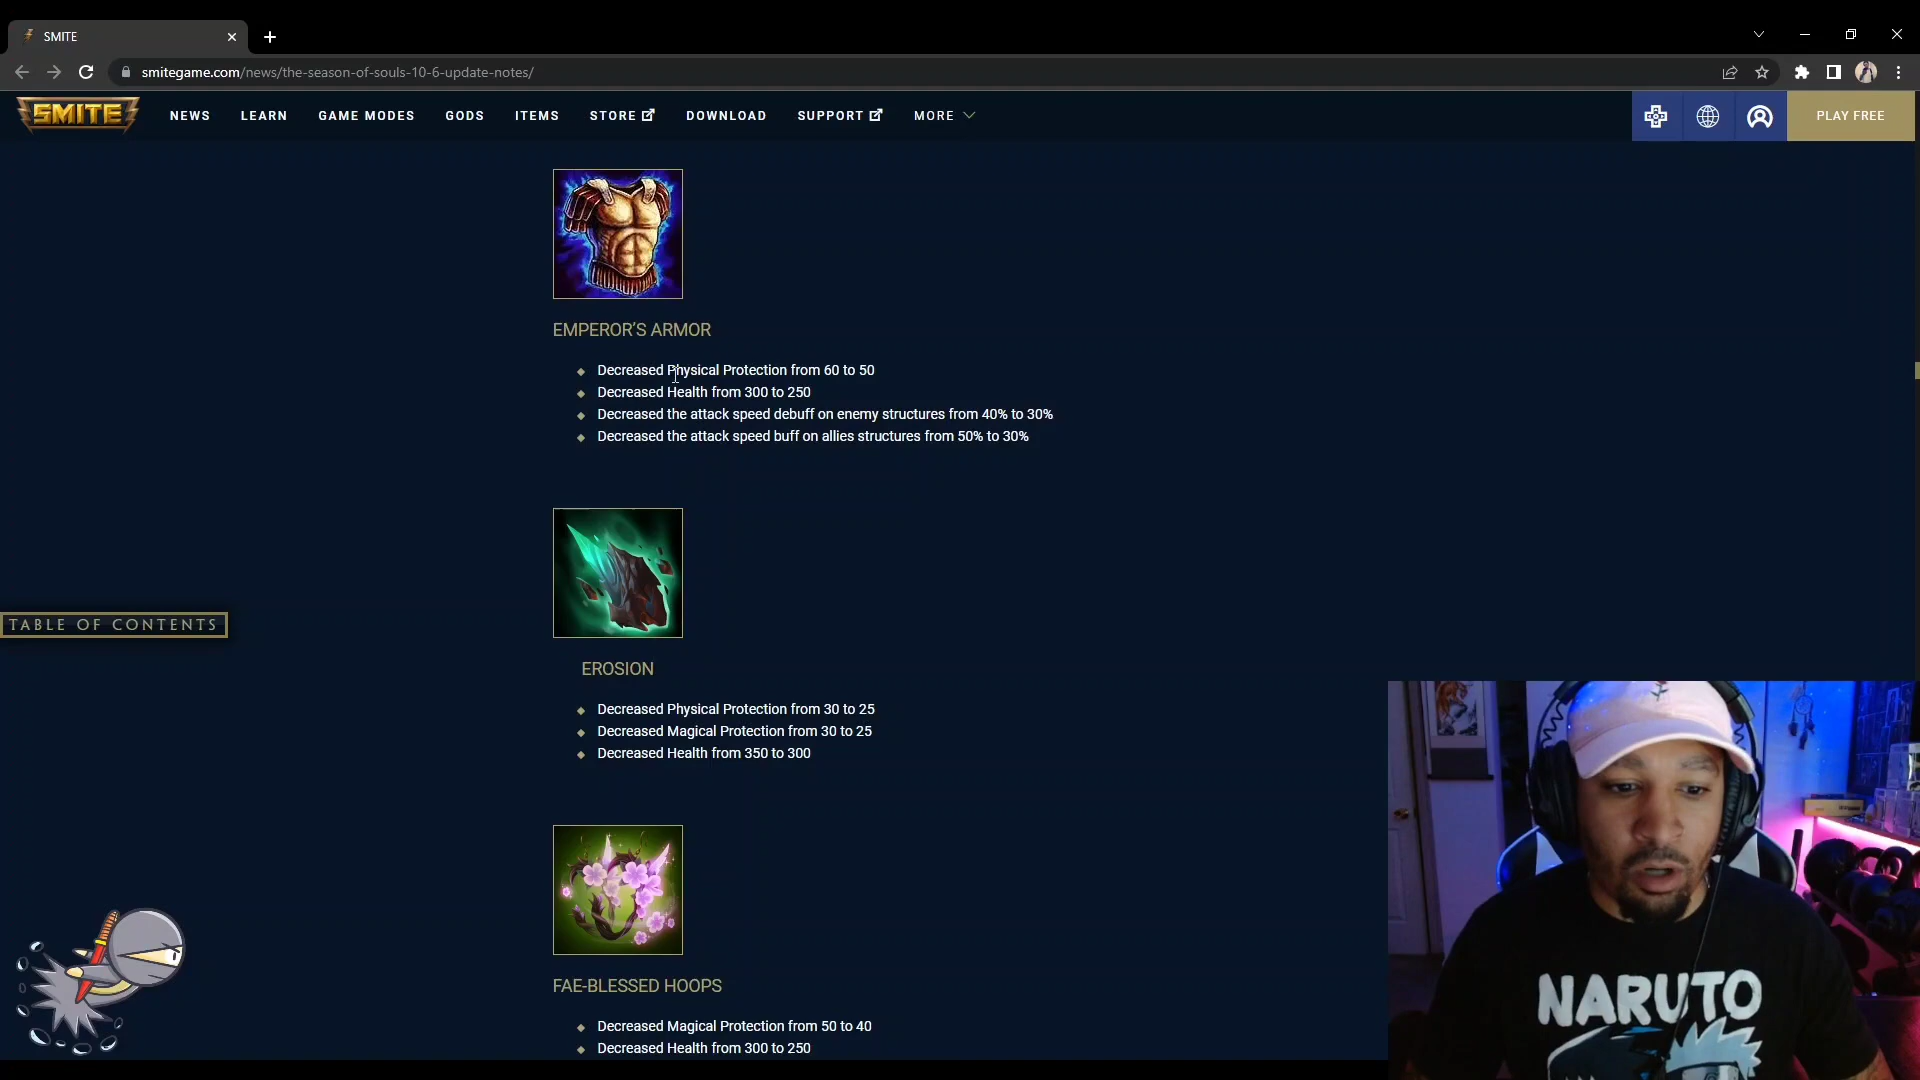 SMITE
smitegame.com/news/the-season-of-souls-10-6-update-notes/
SMITE
NEWS
LEARN
GAME MODES
GODS
ITEMS
STORE
DOWNLOAD
SUPPORT
MORE
PLAY FREE
EMPEROR'S ARMOR
Decreased Physical Protection from 60 to 50
Decreased Health from 300 to 250
Decreased the attack speed debuff on enemy structures from 40% to 30%
Decreased the attack speed buff on allies structures from 50% to 30%
TABLE OF CONTENTS
EROSION
Decreased Physical Protection from 30 to 25
Decreased Magical Protection from 30 to 25
Decreased Health from 350 to 300
FAE-BLESSED HOOPS
Decreased Magical Protection from 50 to 40
Decreased Health from 300 to 250
NARUTO